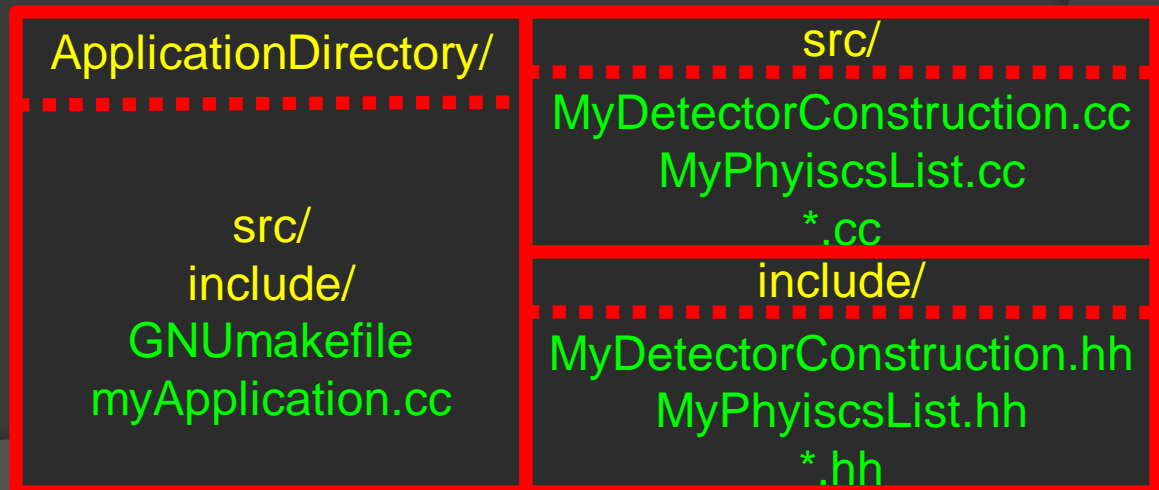 ApplicationDirectory/
src/
include/
GNUmakefile
myApplication.cc
src/
MyDetectorConstruction.cc
MyPhyiscsList.cc
*.cc
include/
MyDetectorConstruction.hh
MyPhyiscsList.hh
*.hh